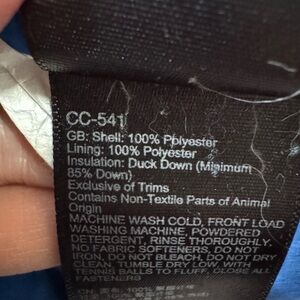 CC-541
GB: Shell: 100% Polyester
Lining: 100% Polyester
Insulation: Duck Down (Minimum
85% Down)
Exclusive of Trims
Contains Non-Textile Parts of Animal
Origin
MACHINE WASH COLD, FRONT LOAD
WASHING MACHINE, POWDERED
DETERGENT, RINSE THOROUGHLY.
NO FABRIC SOFTENERS. DO NOT
IRON, DO NOT BLEACH, DO NOT DRY
CLEAN. TUMBLE DRY LOW, WITH
TENNIS BALLS TO FLUFF, CLOSE ALL
FASTENERS
CN: 100%